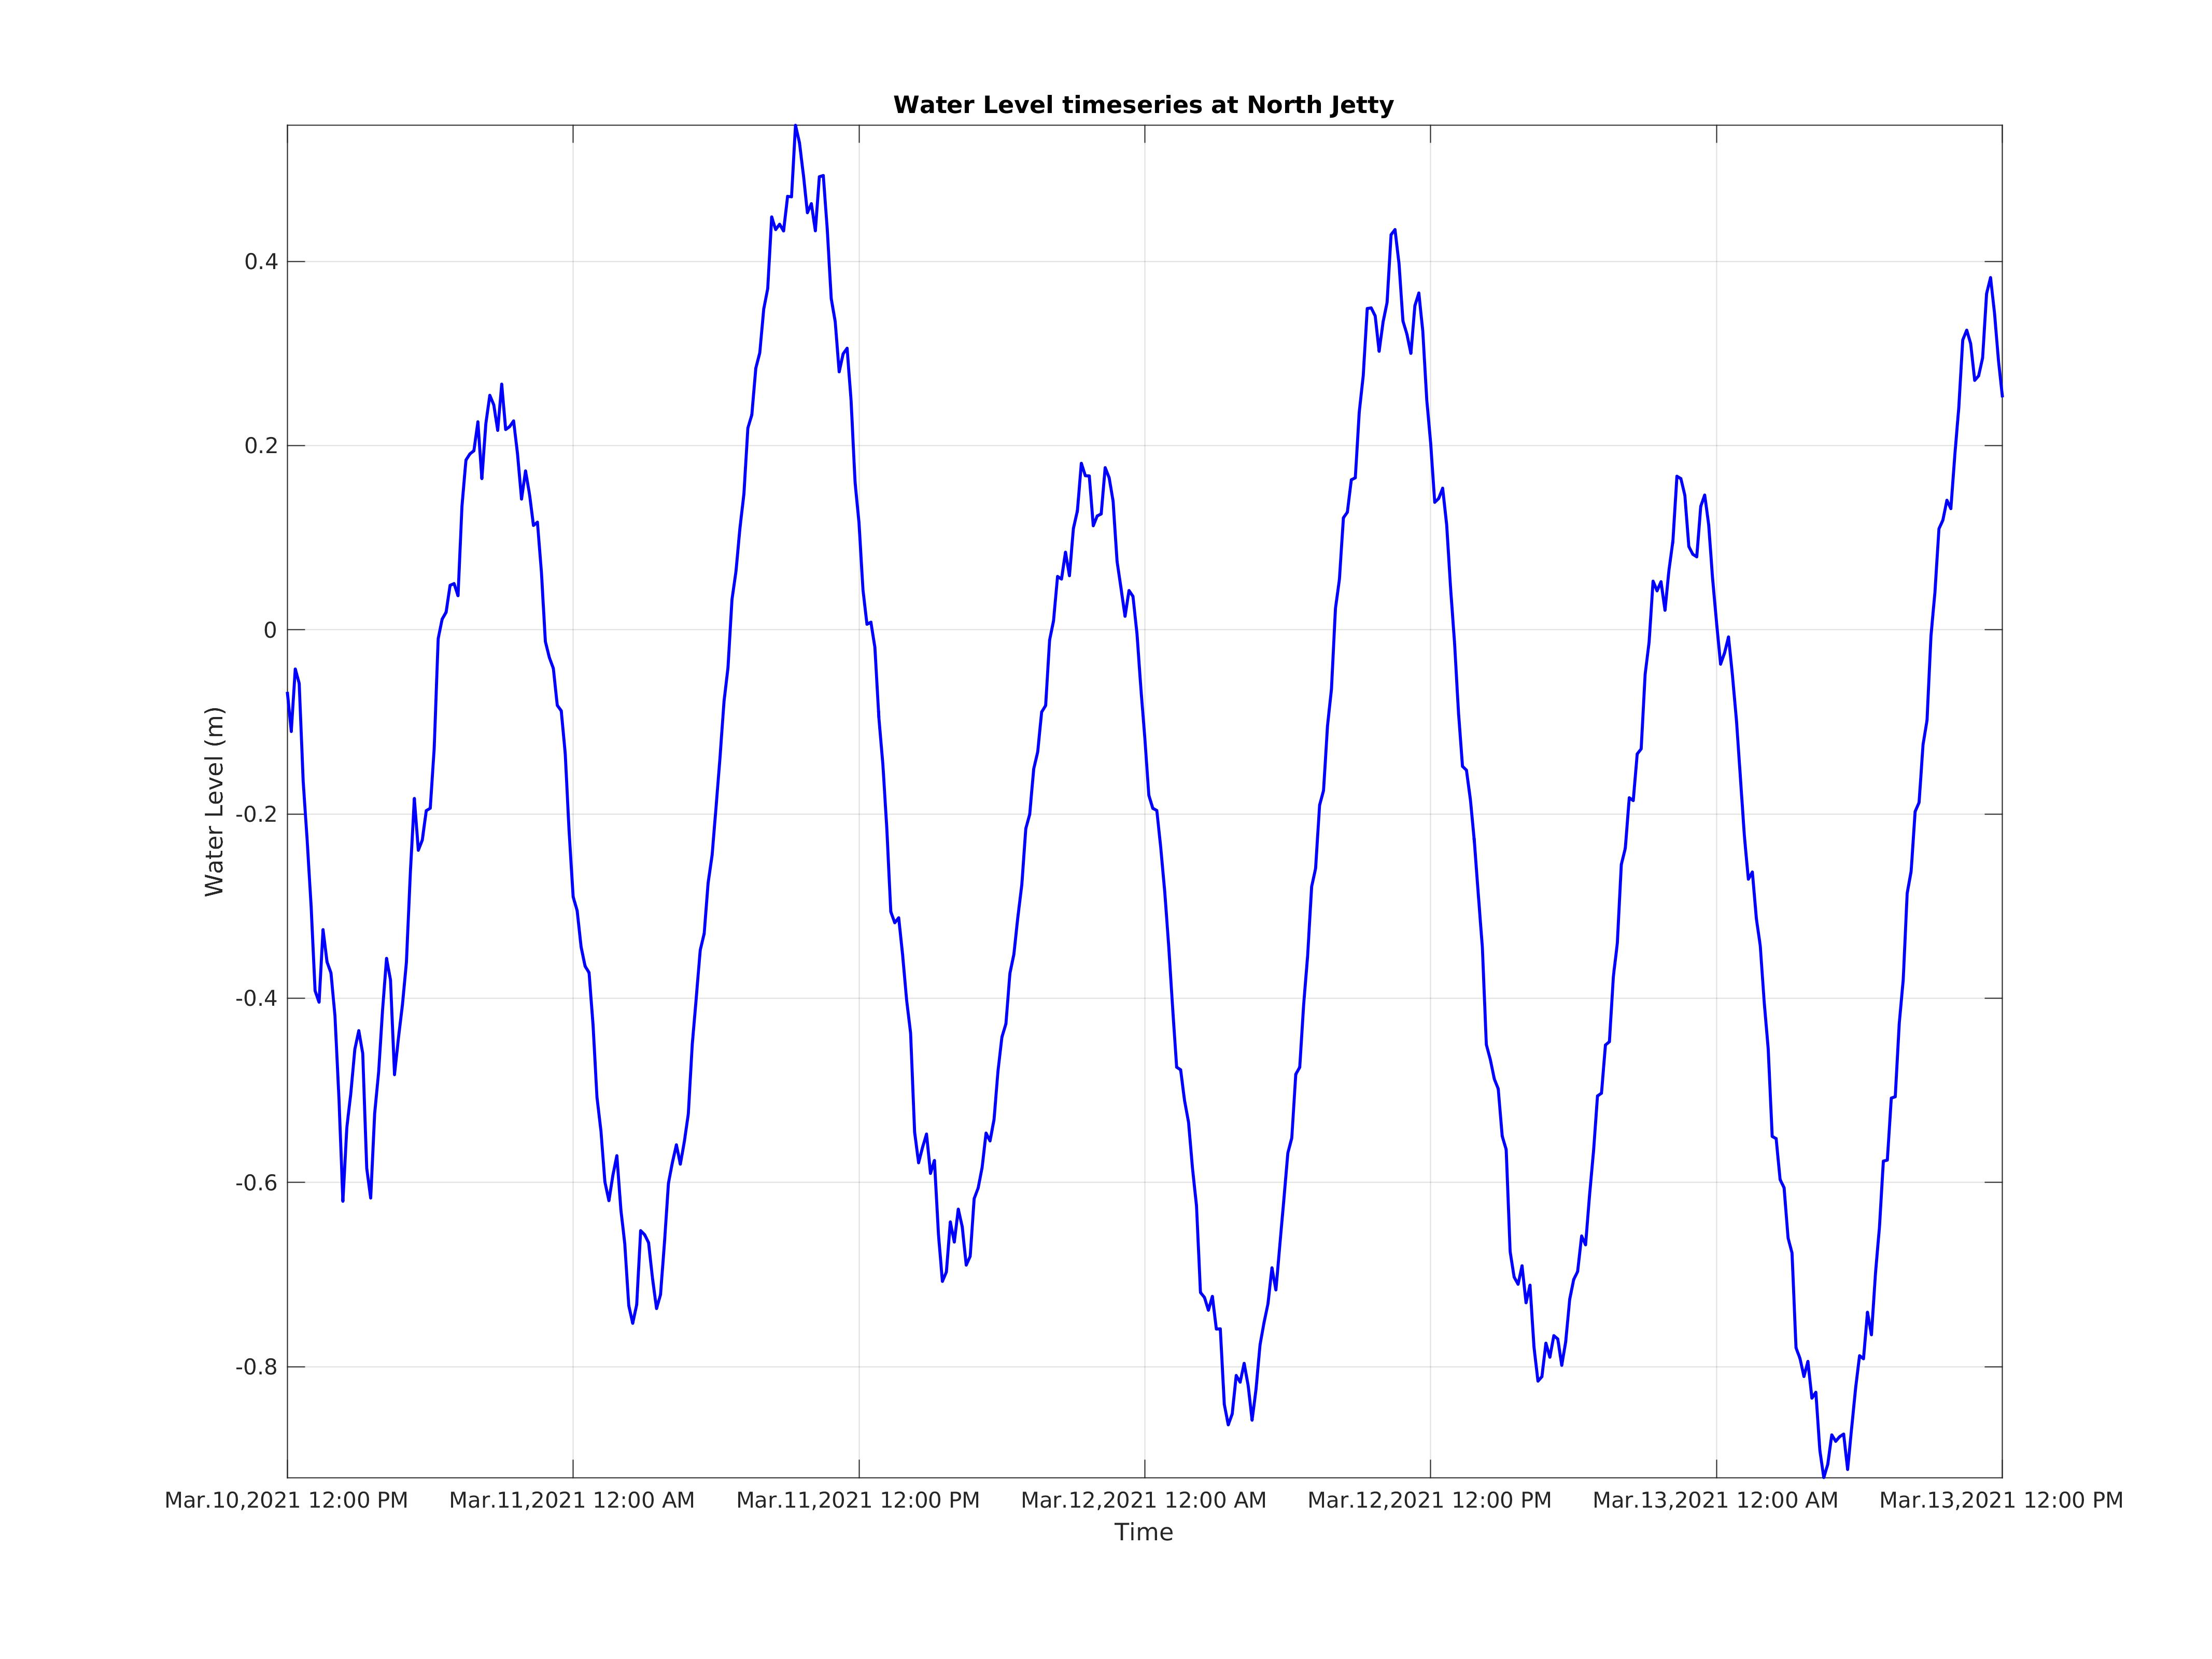 Water Level timeseries at North Jetty
0.4
0.2
0
-0.2
-0.4
-0.6
-0.8
Water Level (m)
Mar.10,2021 12:00 PM Mar.11,2021 12:00 AM Mar.11,2021 12:00 PM Mar.12,2021 12:00 AM Mar.12,2021 12:00 PM Mar.13,2021 12:00 AM Mar.13,2021 12:00 PM
Time